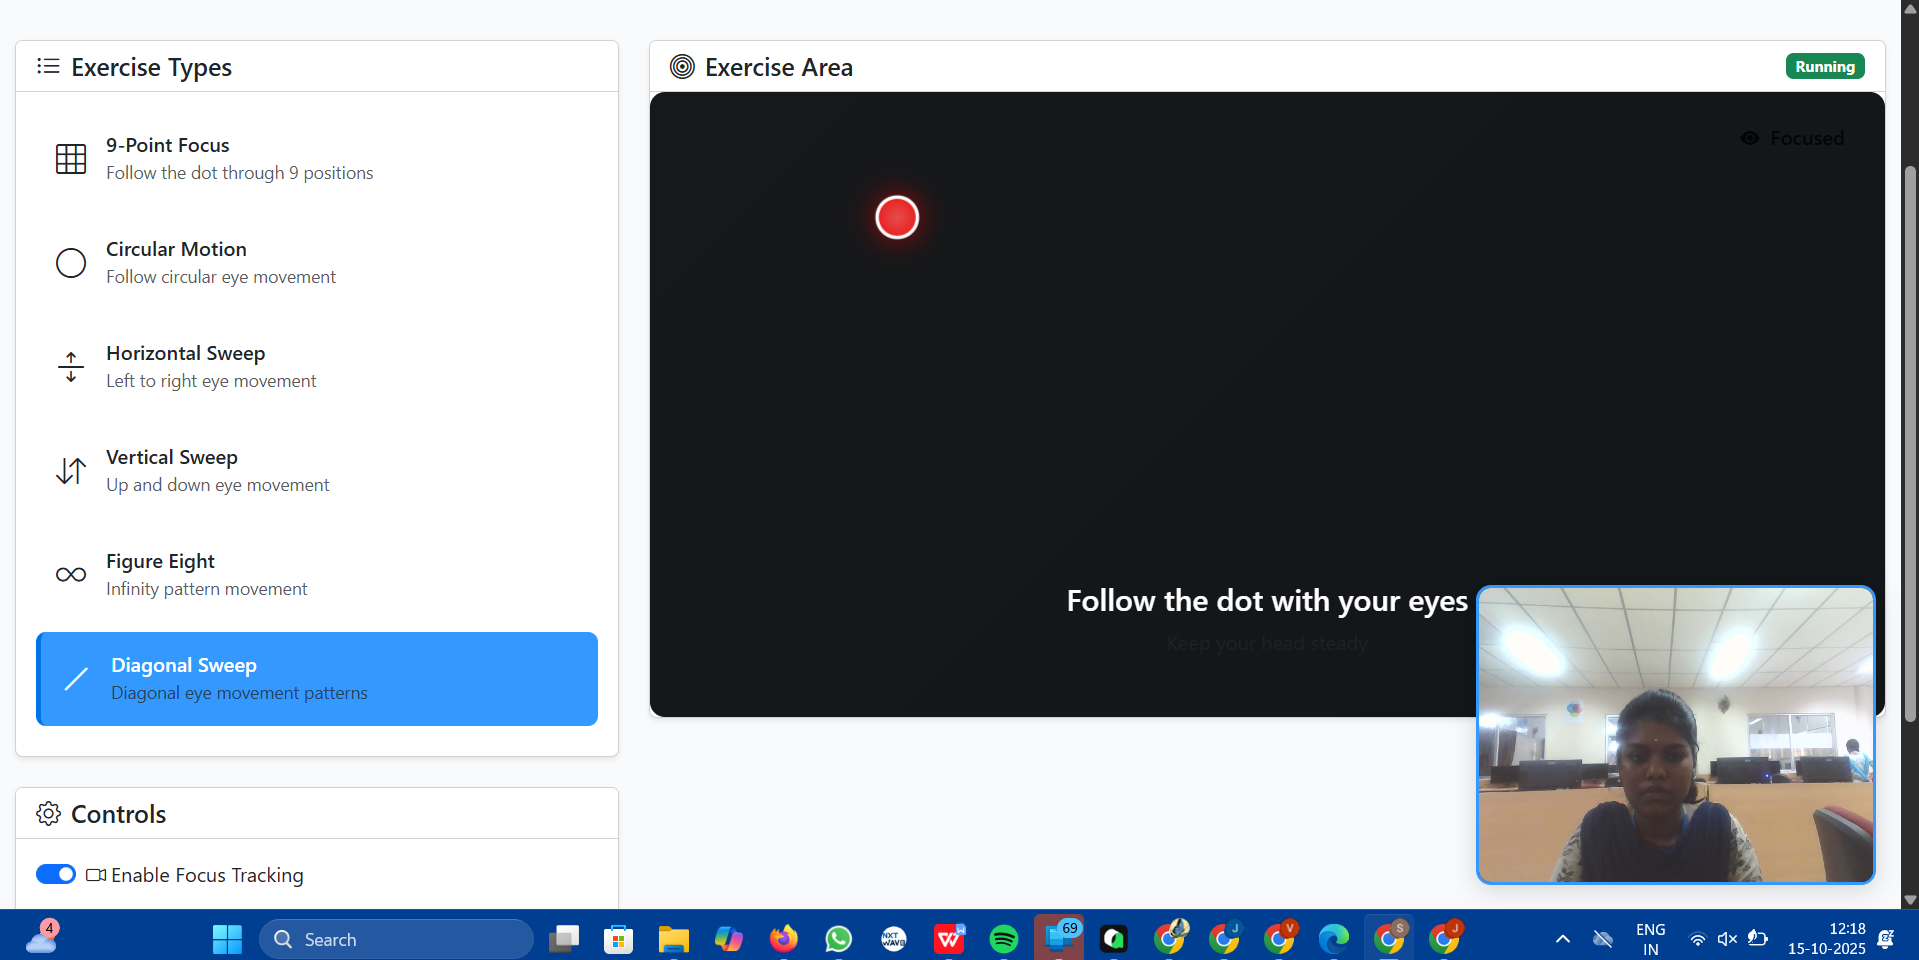 Exercise Types
9-Point Focus
Follow the dot through 9 positions
Circular Motion
Follow circular eye movement
Horizontal Sweep
Left to right eye movement
Vertical Sweep
Up and down eye movement
Figure Eight
Infinity pattern movement
Diagonal Sweep
Diagonal eye movement patterns
Controls
Enable Focus Tracking
Exercise Area
Running
Focused
Follow the dot with your eyes
Keep your head steady
4
Search
NXT
WAVE
W
69
J
V
S
J
ENG
IN
12:18
15-10-2025